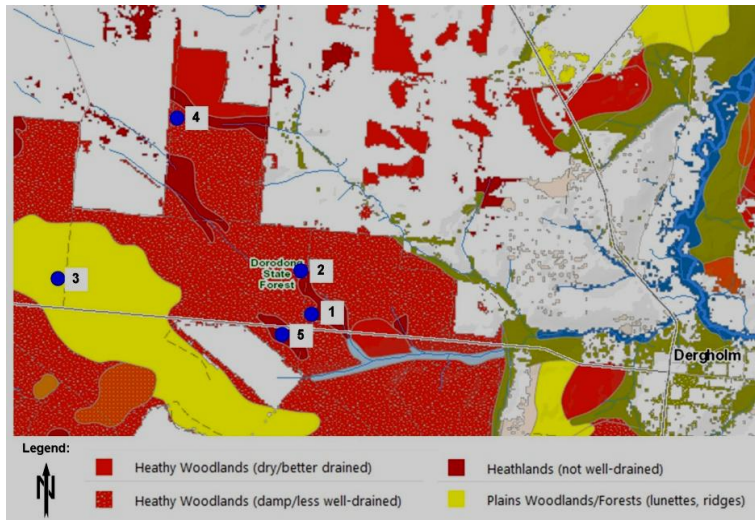 4
Dorodong
State
Forest
2
3
1
5
Dergholm
Legend:
N
Heathy Woodlands (dry/better drained)
Heathlands (not well-drained)
Heathy Woodlands (damp/less well-drained)
Plains Woodlands/Forests (lunettes, ridges)